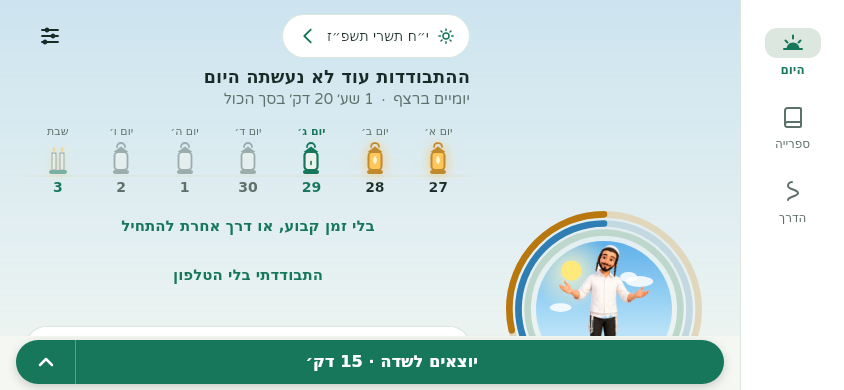 י״ח תשרי תשפ״ז
היום
ספרייה
הדרך
ההתבודדות עוד לא נעשתה היום
יומיים ברצף · 1 שע׳ 20 דק׳ בסך הכול
יום א׳ יום ב׳ יום ג׳ יום ד׳ יום ה׳ יום ו׳ שבת
27 28 29 30 1 2 3
בלי זמן קבוע, או דרך אחרת להתחיל
התבודדתי בלי הטלפון
יוצאים לשדה · 15 דק׳